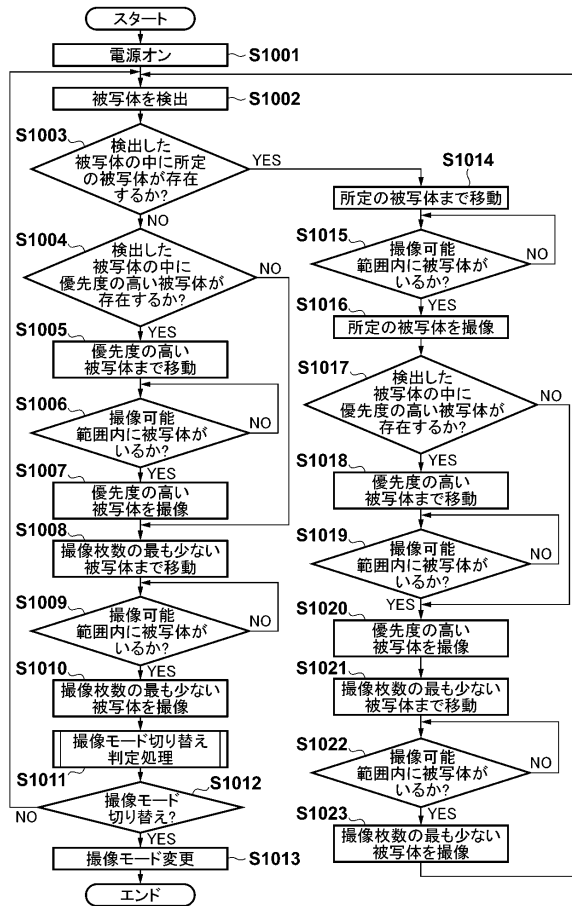 スタート
電源オン
S1001
被写体を検出
S1002
S1003
検出した
被写体の中に所定
の被写体が存在
するか?
YES
NO
S1004
検出した
被写体の中に
優先度の高い被写体が
存在するか?
NO
YES
S1005
優先度の高い
被写体まで移動
S1006
撮像可能
範囲内に被写体が
いるか?
NO
YES
S1007
優先度の高い
被写体を撮像
S1008
撮像枚数の最も少ない
被写体まで移動
S1009
撮像可能
範囲内に被写体が
いるか?
NO
YES
S1010
撮像枚数の最も少ない
被写体を撮像
撮像モード切り替え
判定処理
S1011
S1012
撮像モード
切り替え?
NO
YES
撮像モード変更
S1013
エンド
S1014
所定の被写体まで移動
S1015
撮像可能
範囲内に被写体が
いるか?
NO
YES
S1016
所定の被写体を撮像
S1017
検出した
被写体の中に
優先度の高い被写体が
存在するか?
NO
YES
S1018
優先度の高い
被写体まで移動
S1019
撮像可能
範囲内に被写体が
いるか?
NO
YES
S1020
優先度の高い
被写体を撮像
S1021
撮像枚数の最も少ない
被写体まで移動
S1022
撮像可能
範囲内に被写体が
いるか?
NO
YES
S1023
撮像枚数の最も少ない
被写体を撮像